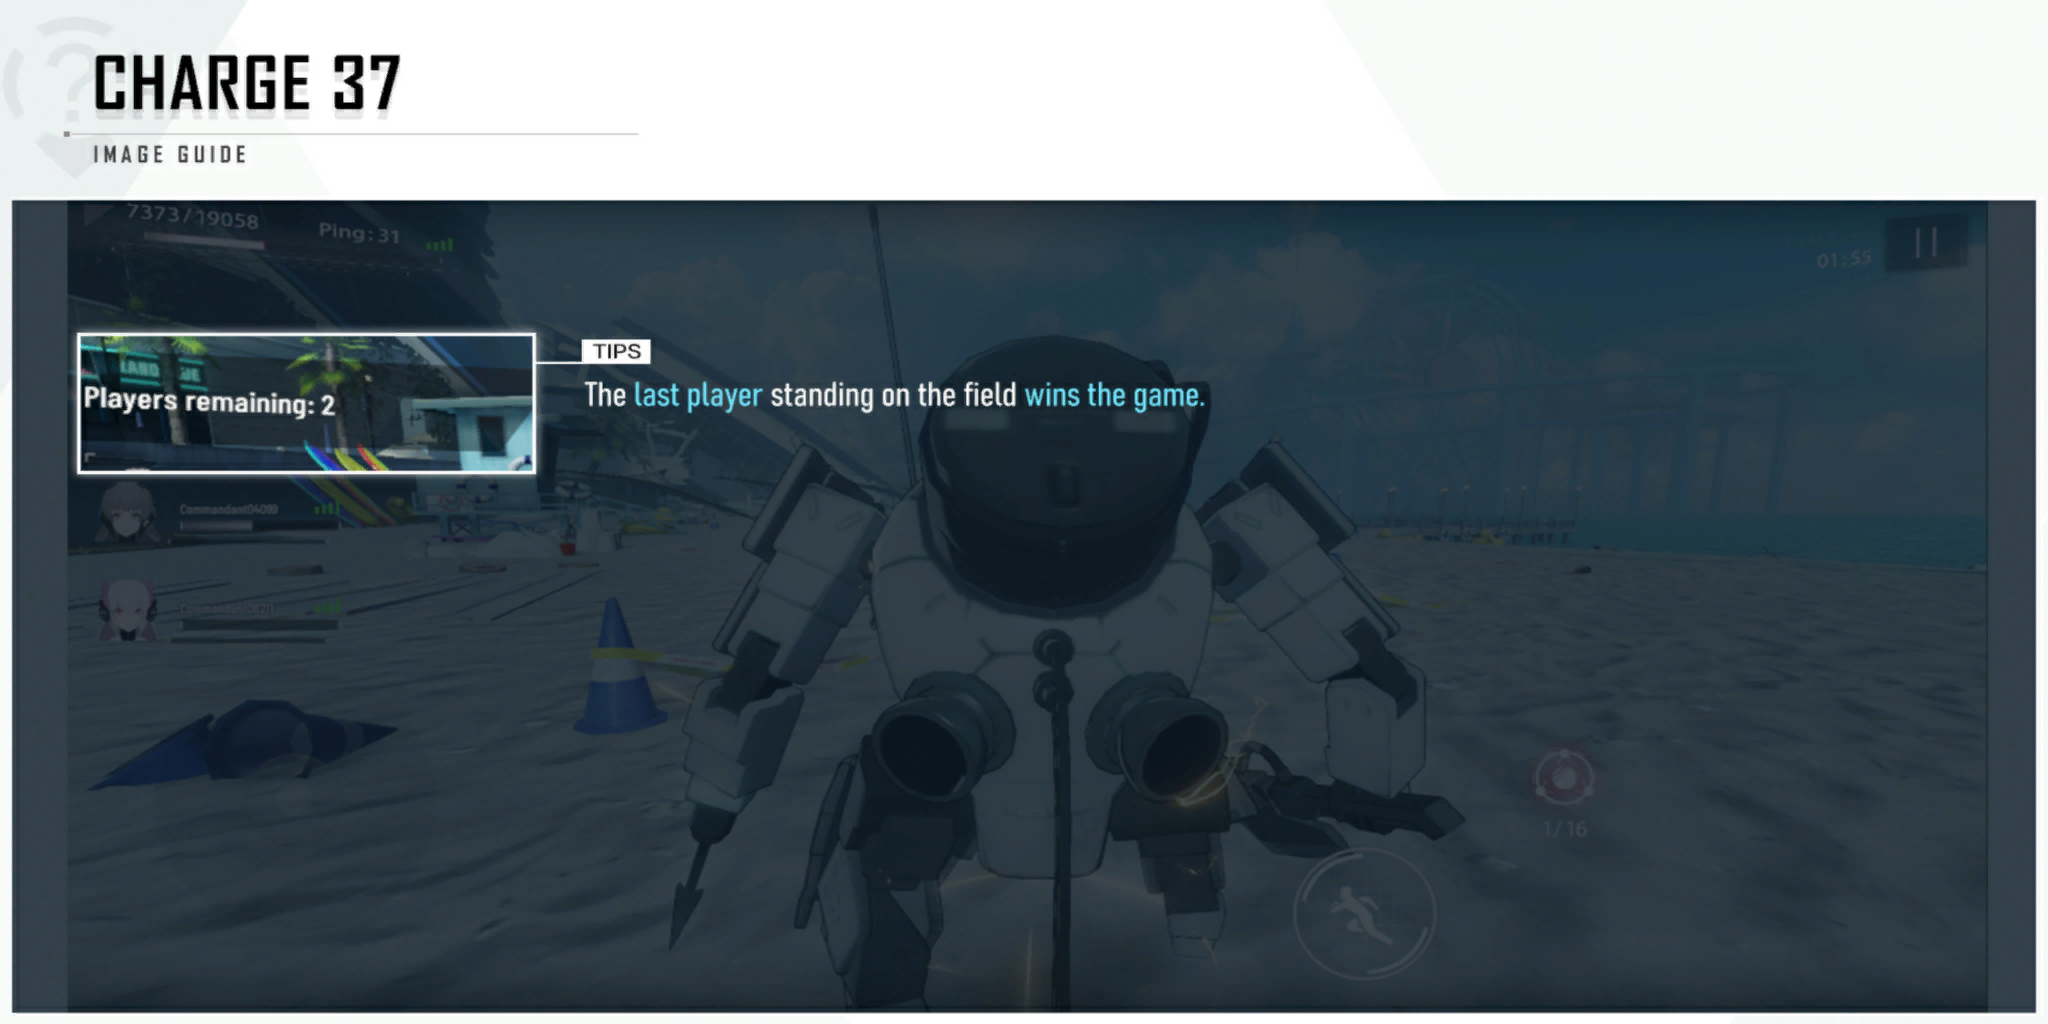 CHARGE 37
IMAGE GUIDE
7373/19058
Ping:31
01:55
TIPS
The last player standing on the field wins the game.
Players remaining: 2
Commandant04099
1/16